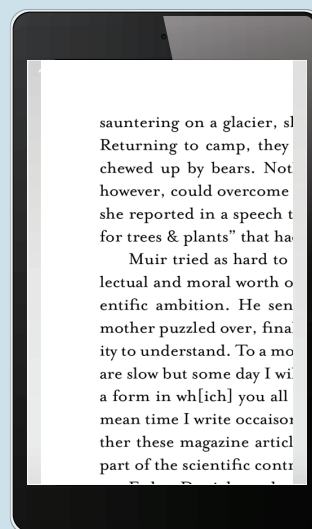 sauntering on a glacier, sl
Returning to camp, they
chewed up by bears. Not
however, could overcome
she reported in a speech t
for trees & plants” that ha
Muir tried as hard to
lectual and moral worth o
entific ambition. He sen
mother puzzled over, fina
ity to understand. To a mo
are slow but some day I wi
a form in wh[ich] you all
mean time I write occaison
ther these magazine articl
part of the scientific contr